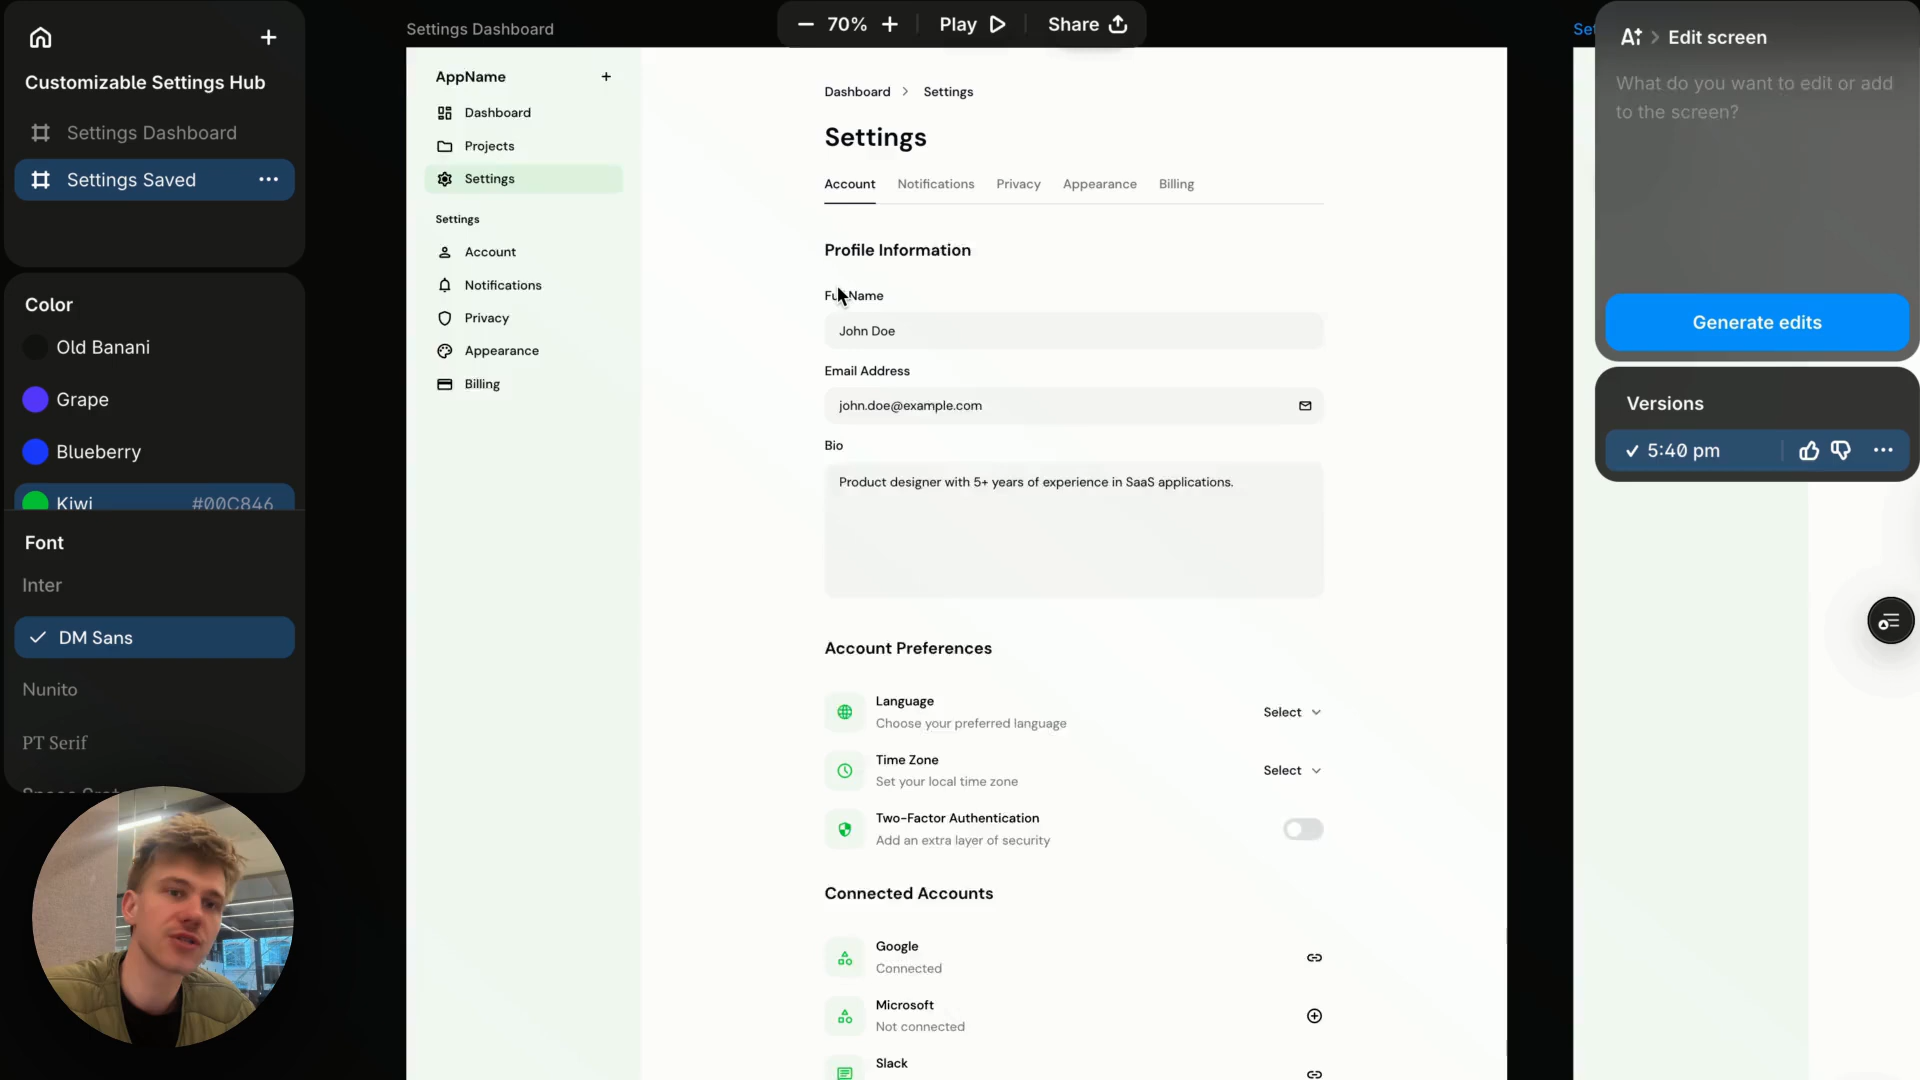 Customizable Settings Hub
Settings Dashboard
Settings Saved
Color
Old Banani
Grape
Blueberry
Kiwi #00C846
Font
Inter
DM Sans
Nunito
PT Serif
Settings Dashboard
70%
Play
Share
AppName
Dashboard
Projects
Settings
Settings
Account
Notifications
Privacy
Appearance
Billing
Dashboard Settings
Settings
Account Notifications Privacy Appearance Billing
Profile Information
Full Name
John Doe
Email Address
john.doe@example.com
Bio
Product designer with 5+ years of experience in SaaS applications.
Account Preferences
Language
Choose your preferred language
Select
Time Zone
Set your local time zone
Select
Two-Factor Authentication
Add an extra layer of security
Connected Accounts
Google
Connected
Microsoft
Not connected
Slack
Edit screen
What do you want to edit or add
to the screen?
Generate edits
Versions
5:40 pm